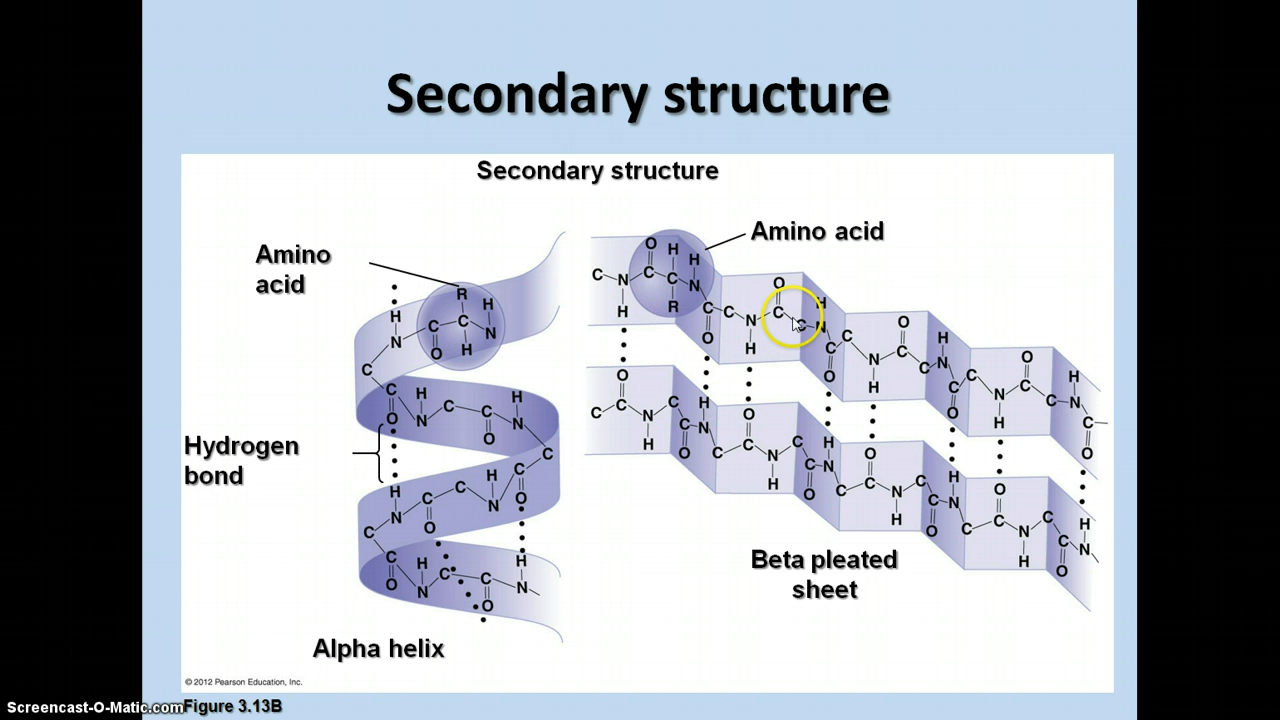 Secondary structure
Secondary structure
Amino
acid
Amino acid
Hydrogen
bond
Beta pleated
sheet
Alpha helix
© 2012 Pearson Education, Inc.
Screencast-O-Matic.com
Figure 3.13B